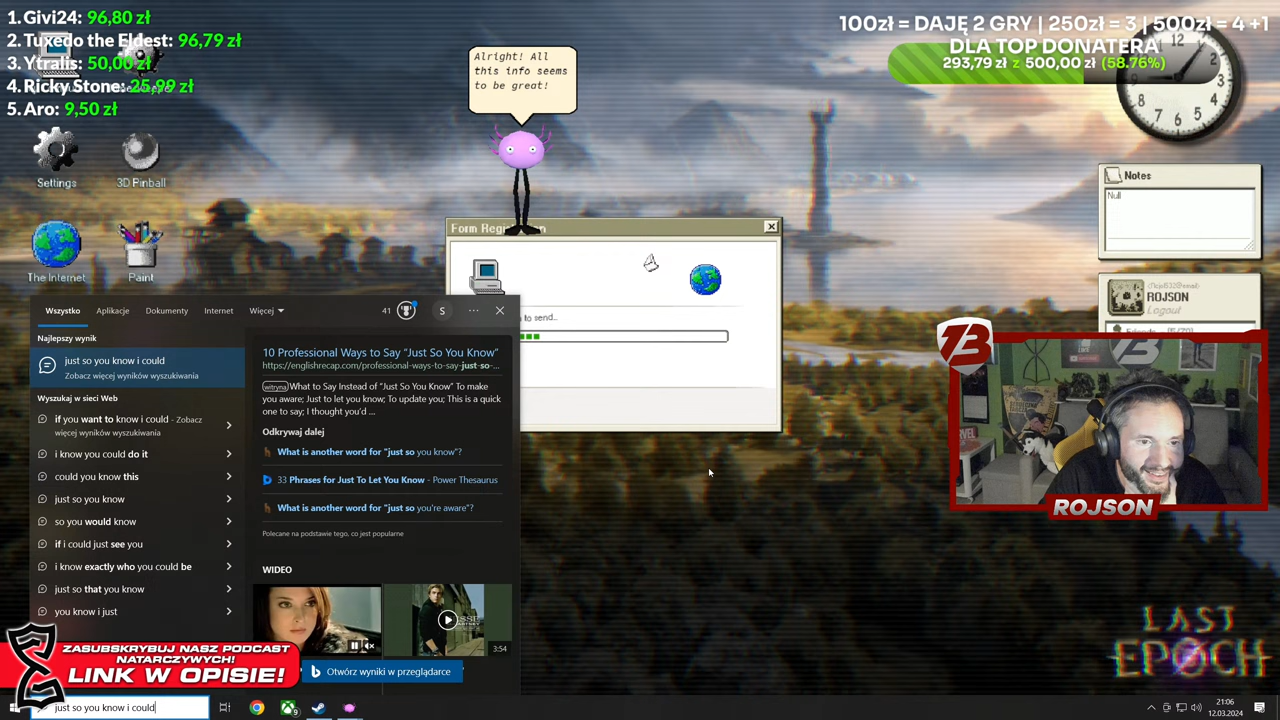 1. Givi24: 96,80 zł
2. Tuxedo the Eldest: 96,79 zł
3. Ytralis: 50,00 zł
4. Ricky Stone: 25,99 zł
5. Aro: 9,50 zł
100zł = DAJĘ 2 GRY | 250zł = 3 | 500zł = 4 +1
DLA TOP DONATERA
293,79 zł z 500,00 zł (58.76%)
Alright! All
this info seems
to be great!
Settings
3D Pinball
The Internet
Paint
Notes
Null
ROJSON
Logout
Form Reg
to send...
Wszystko
Aplikacje
Dokumenty
Internet
Więcej
41
S
Najlepszy wynik
just so you know i could
Zobacz więcej wyników wyszukiwania
Wyszukaj w sieci Web
if you want to know i could - Zobacz
więcej wyników wyszukiwania
i know you could do it
could you know this
just so you know
so you would know
if i could just see you
i know exactly who you could be
just so that you know
you know i just
10 Professional Ways to Say "Just So You Know"
https://englishrecap.com/professional-ways-to-say-just-so-...
witryna What to Say Instead of "Just So You Know" To make
you aware; Just to let you know; To update you; This is a quick
one to say; I thought you'd ...
Odkrywaj dalej
What is another word for "just so you know"?
33 Phrases for Just To Let You Know - Power Thesaurus
What is another word for "just so you're aware"?
Polecane na podstawie tego, co jest popularne
WIDEO
3:54
Otwórz wyniki w przeglądarce
ZASUBSKRYBUJ NASZ PODCAST
NATARCZYWYCH!
LINK W OPISIE!
ROJSON
LAST
EPOCH
just so you know i could
21:06
12.03.2024